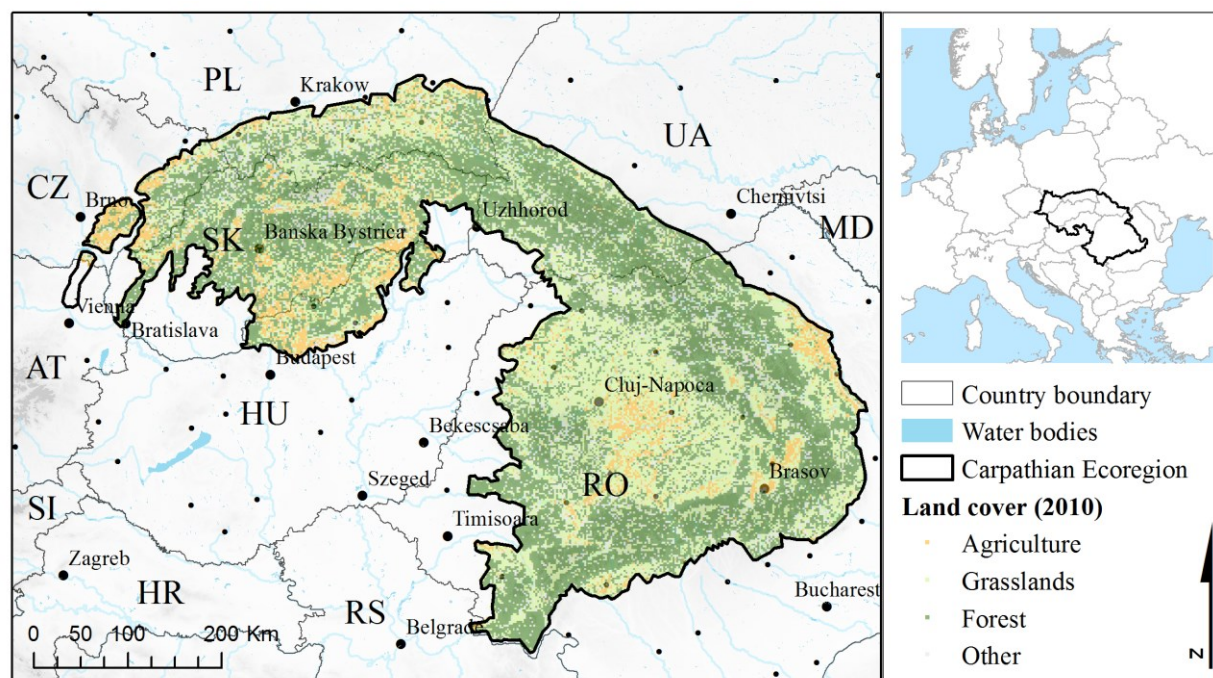 PL
Krakow
UA
CZ
Brno
Chernivtsi
MD
Uzhhorod
SK
Banska Bystrica
Vienna
Bratislava
AT
Budapest
Cluj-Napoca
HU
Bekescsaba
Szeged
RO
Brasov
SI
Timisoara
Zagreb
HR
RS
Bucharest
Belgrade
0 50 100 200 Km
Country boundary
Water bodies
Carpathian Ecoregion
Land cover (2010)
Agriculture
Grasslands
Forest
Other
N